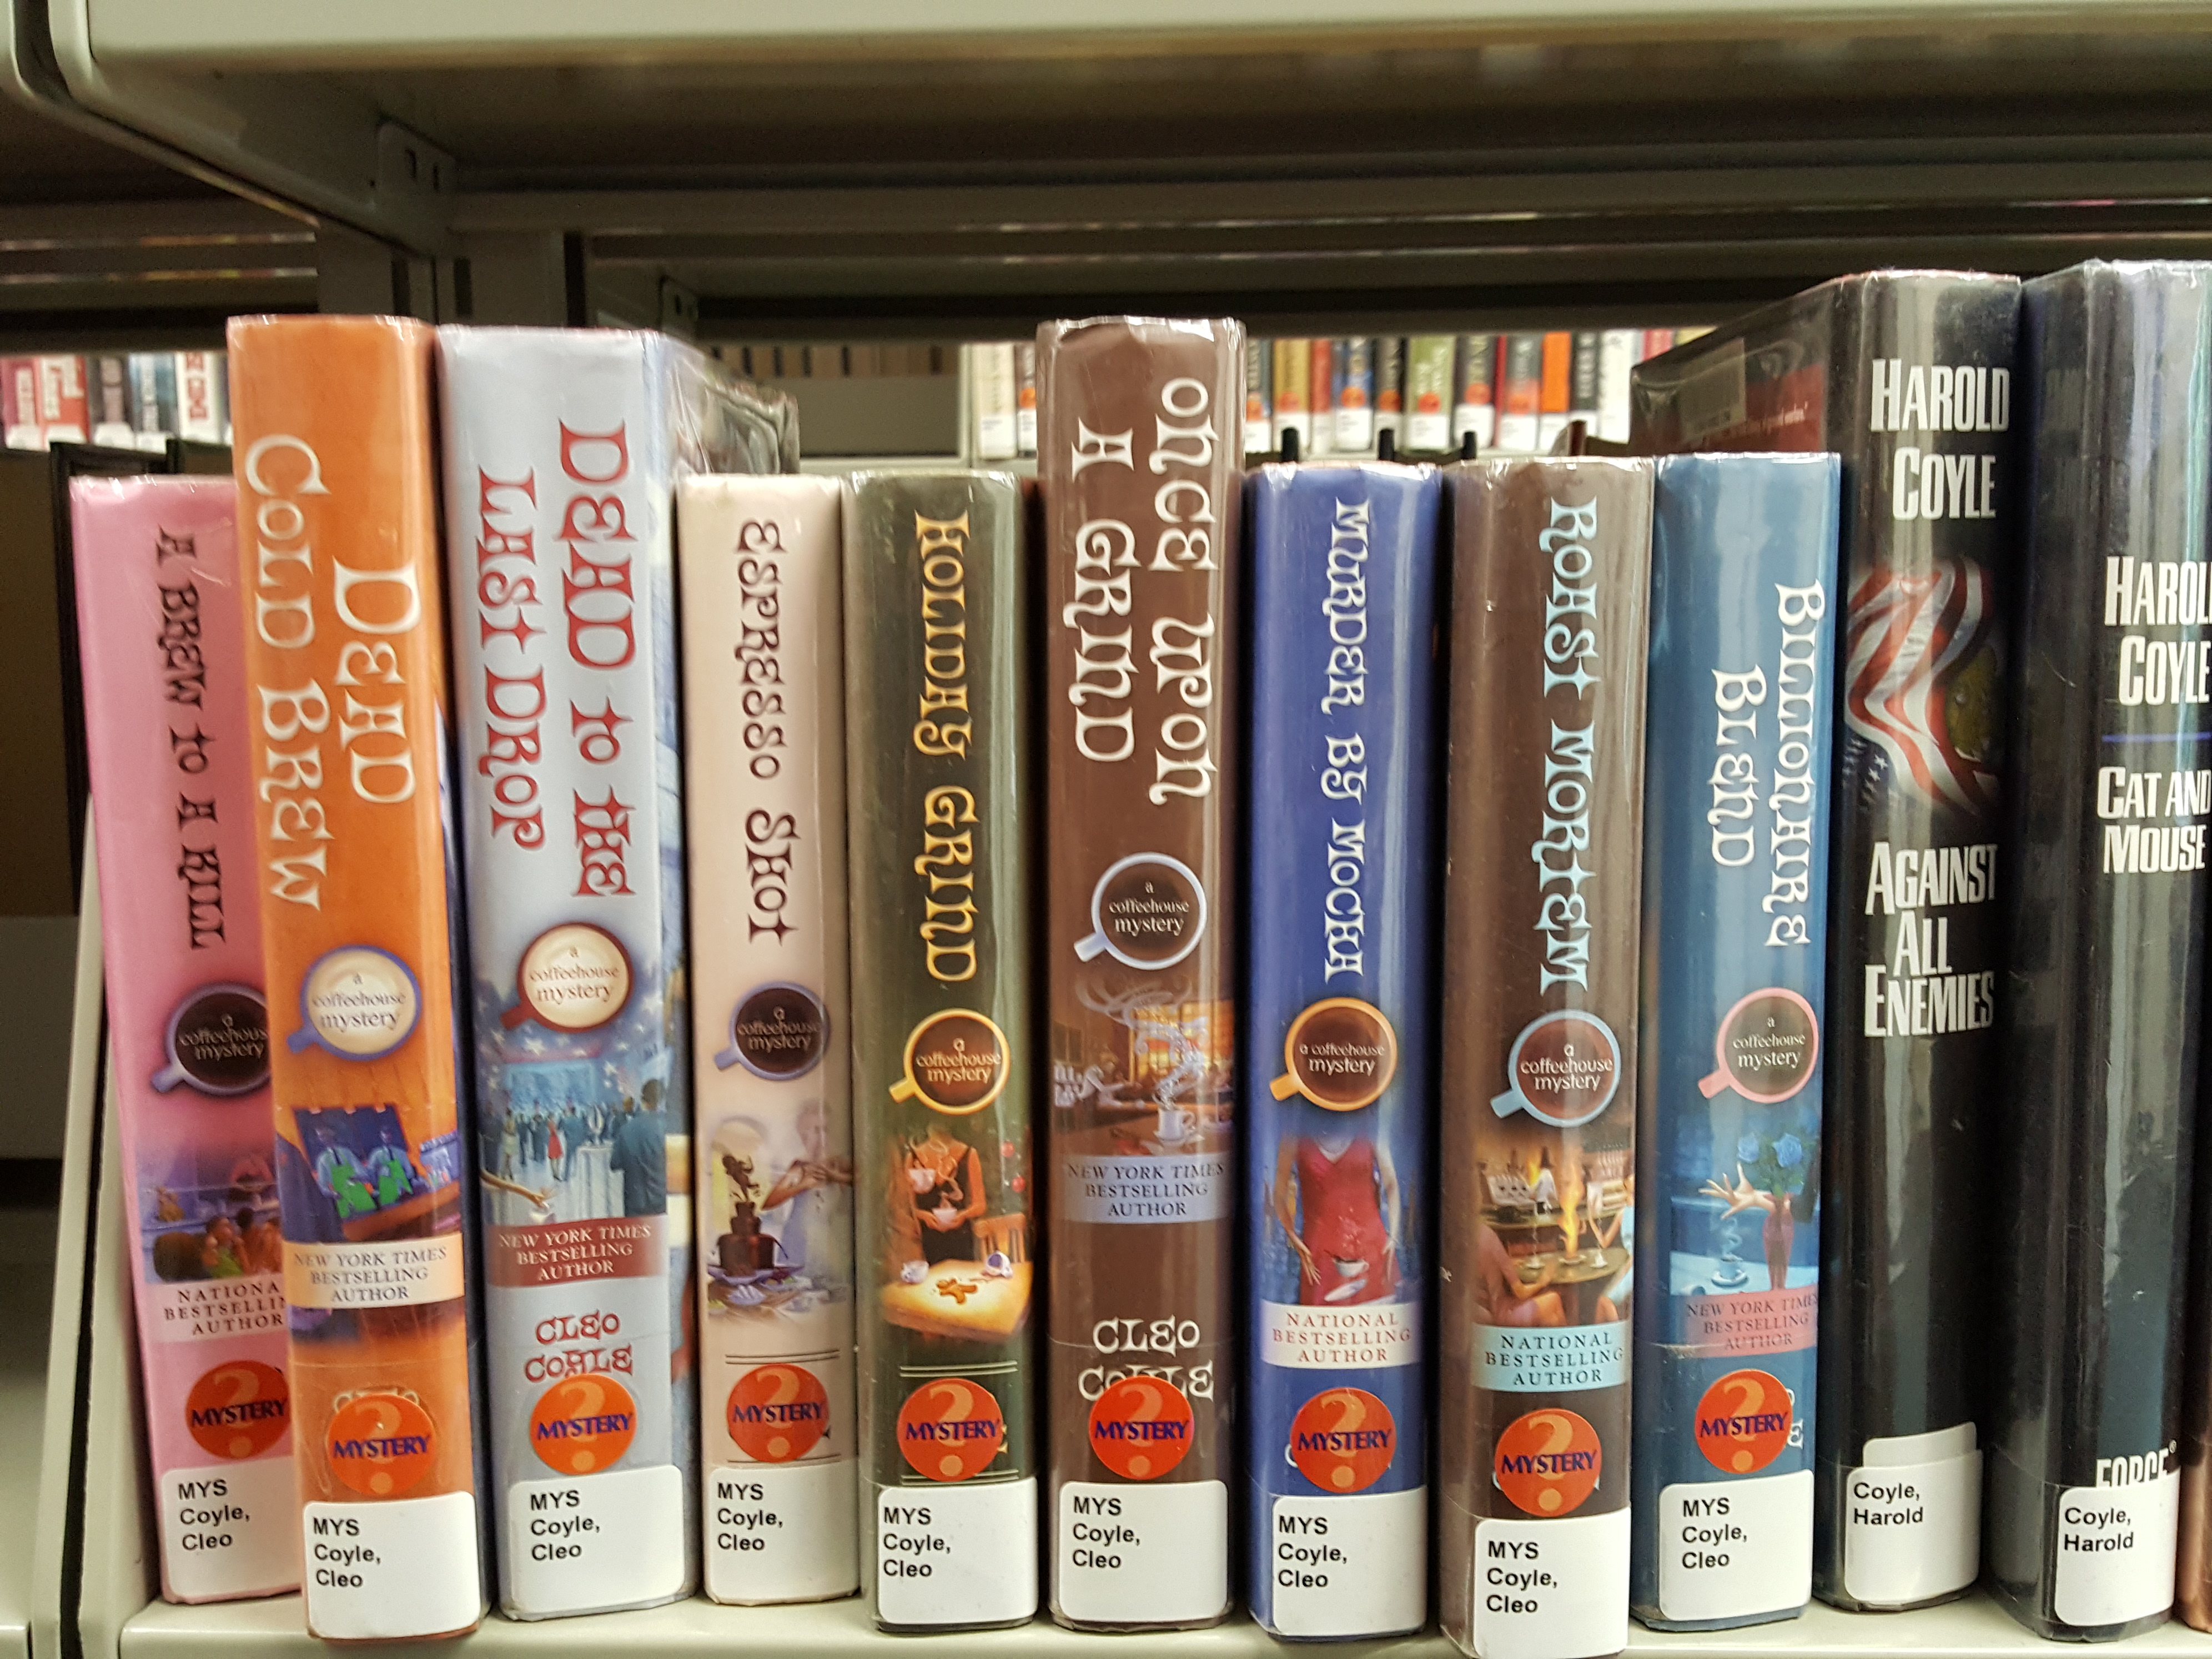 A BREW TO A KILL
a
coffeehouse
mystery
NATIONAL
BESTSELLING
AUTHOR
MYSTERY
MYS
Coyle,
Cleo
DEAD
COLD BREW
a
coffeehouse
mystery
NEW YORK TIMES
BESTSELLING
AUTHOR
MYSTERY
MYS
Coyle,
Cleo
DEAD TO THE
LAST DROP
a
coffeehouse
mystery
NEW YORK TIMES
BESTSELLING
AUTHOR
CLEO
COYLE
MYSTERY
MYS
Coyle,
Cleo
ESPRESSO SHOT
a
coffeehouse
mystery
MYSTERY
MYS
Coyle,
Cleo
HOLIDAY GRIND
a
coffeehouse
mystery
MYSTERY
MYS
Coyle,
Cleo
ONCE UPON
A GRIND
a
coffeehouse
mystery
NEW YORK TIMES
BESTSELLING
AUTHOR
CLEO
COYLE
MYSTERY
MYS
Coyle,
Cleo
MURDER BY MOCHA
a coffeehouse
mystery
NATIONAL
BESTSELLING
AUTHOR
MYSTERY
MYS
Coyle,
Cleo
ROAST MORTEM
a
coffeehouse
mystery
NATIONAL
BESTSELLING
AUTHOR
MYSTERY
MYS
Coyle,
Cleo
BILLIONAIRE
BLEND
a
coffeehouse
mystery
NEW YORK TIMES
BESTSELLING
AUTHOR
MYSTERY
MYS
Coyle,
Cleo
HAROLD
COYLE
AGAINST
ALL
ENEMIES
Coyle,
Harold
HAROL
COYLE
CAT AND
MOUSE
FORGE
Coyle,
Harold